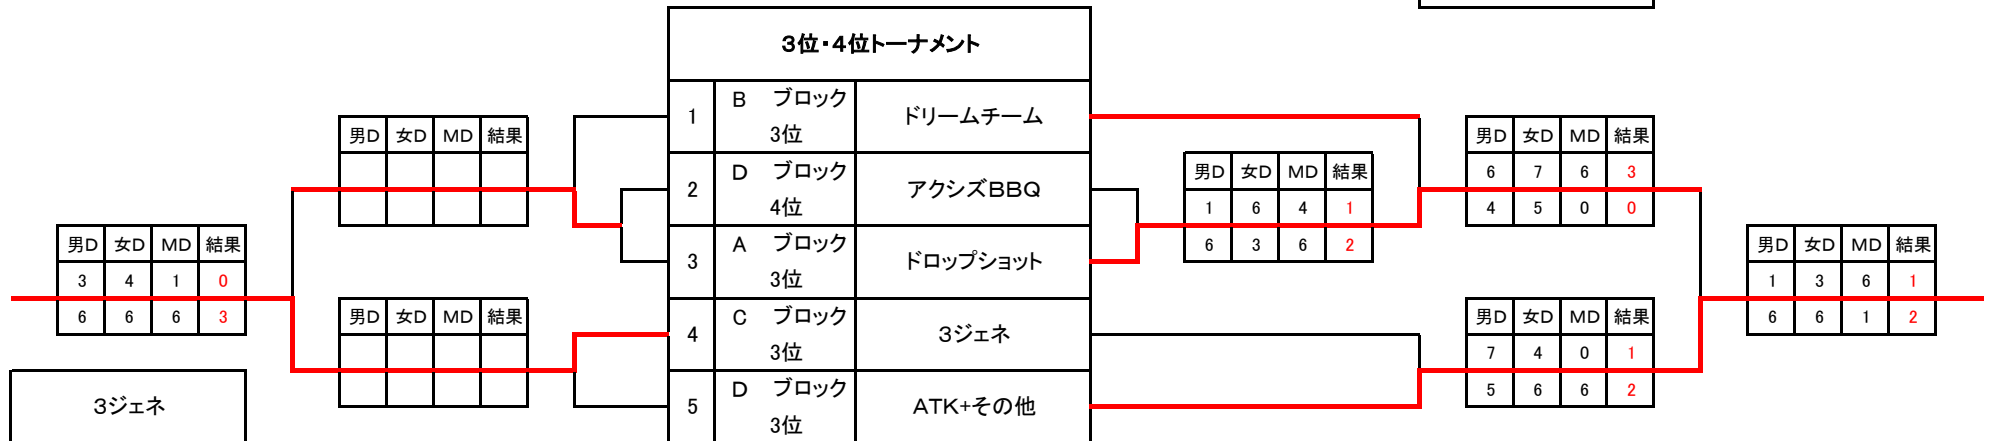 3位・4位トーナメント
1 B ブロック 3位 ドリームチーム
2 D ブロック 4位 アクシズBBQ
3 A ブロック 3位 ドロップショット
4 C ブロック 3位 3ジェネ
5 D ブロック 3位 ATK+その他
男D 女D MD 結果
男D 女D MD 結果
3 4 1 0
6 6 6 3
男D 女D MD 結果
3ジェネ
男D 女D MD 結果
1 6 4 1
6 3 6 2
男D 女D MD 結果
6 7 6 3
4 5 0 0
男D 女D MD 結果
7 4 0 1
5 6 6 2
男D 女D MD 結果
1 3 6 1
6 6 1 2